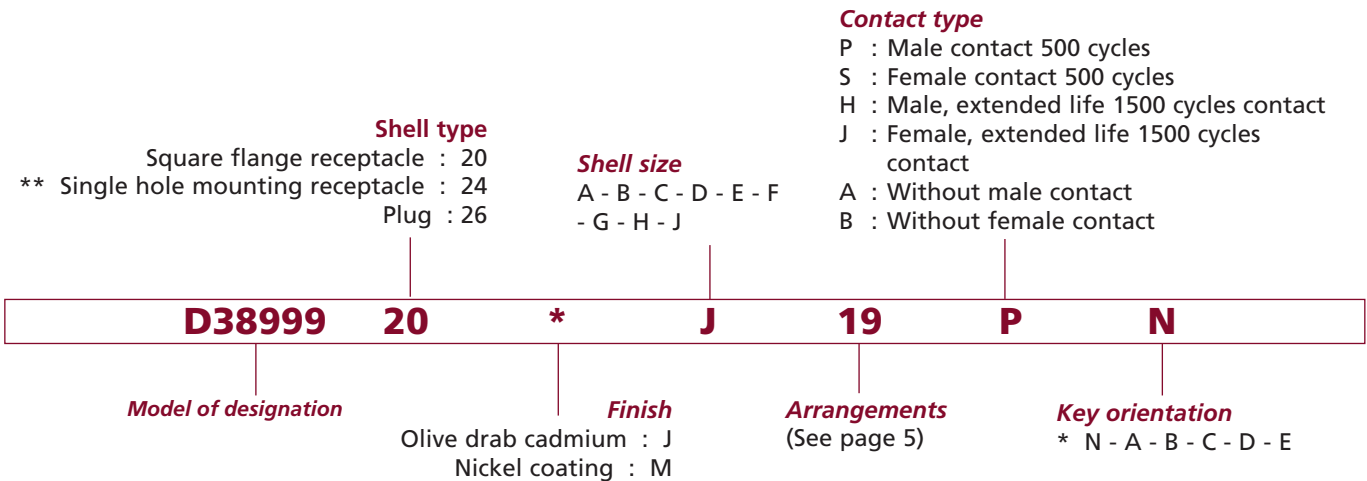 Contact type
P : Male contact 500 cycles
S : Female contact 500 cycles
H : Male, extended life 1500 cycles contact
J : Female, extended life 1500 cycles
contact
A : Without male contact
B : Without female contact
Shell type
Square flange receptacle : 20
** Single hole mounting receptacle : 24
Plug : 26
Shell size
A - B - C - D - E - F
- G - H - J
D38999 20 * J 19 P N
Model of designation
Finish
Olive drab cadmium : J
Nickel coating : M
Arrangements
(See page 5)
Key orientation
* N - A - B - C - D - E